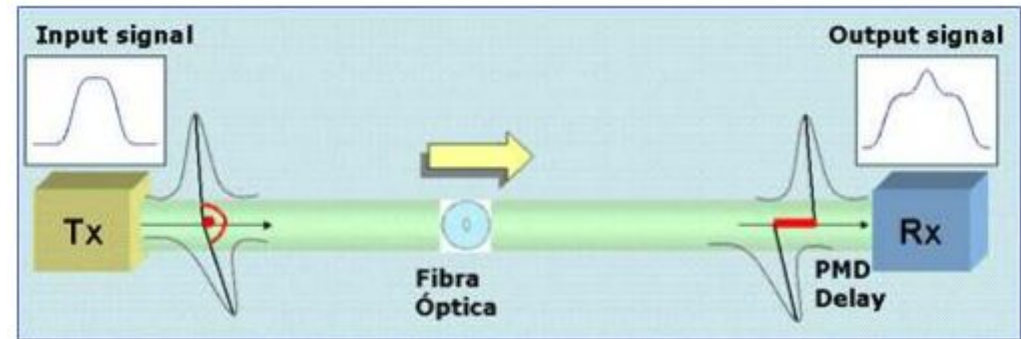 Input signal
Output signal
Tx
Rx
Fibra
Óptica
PMD
Delay